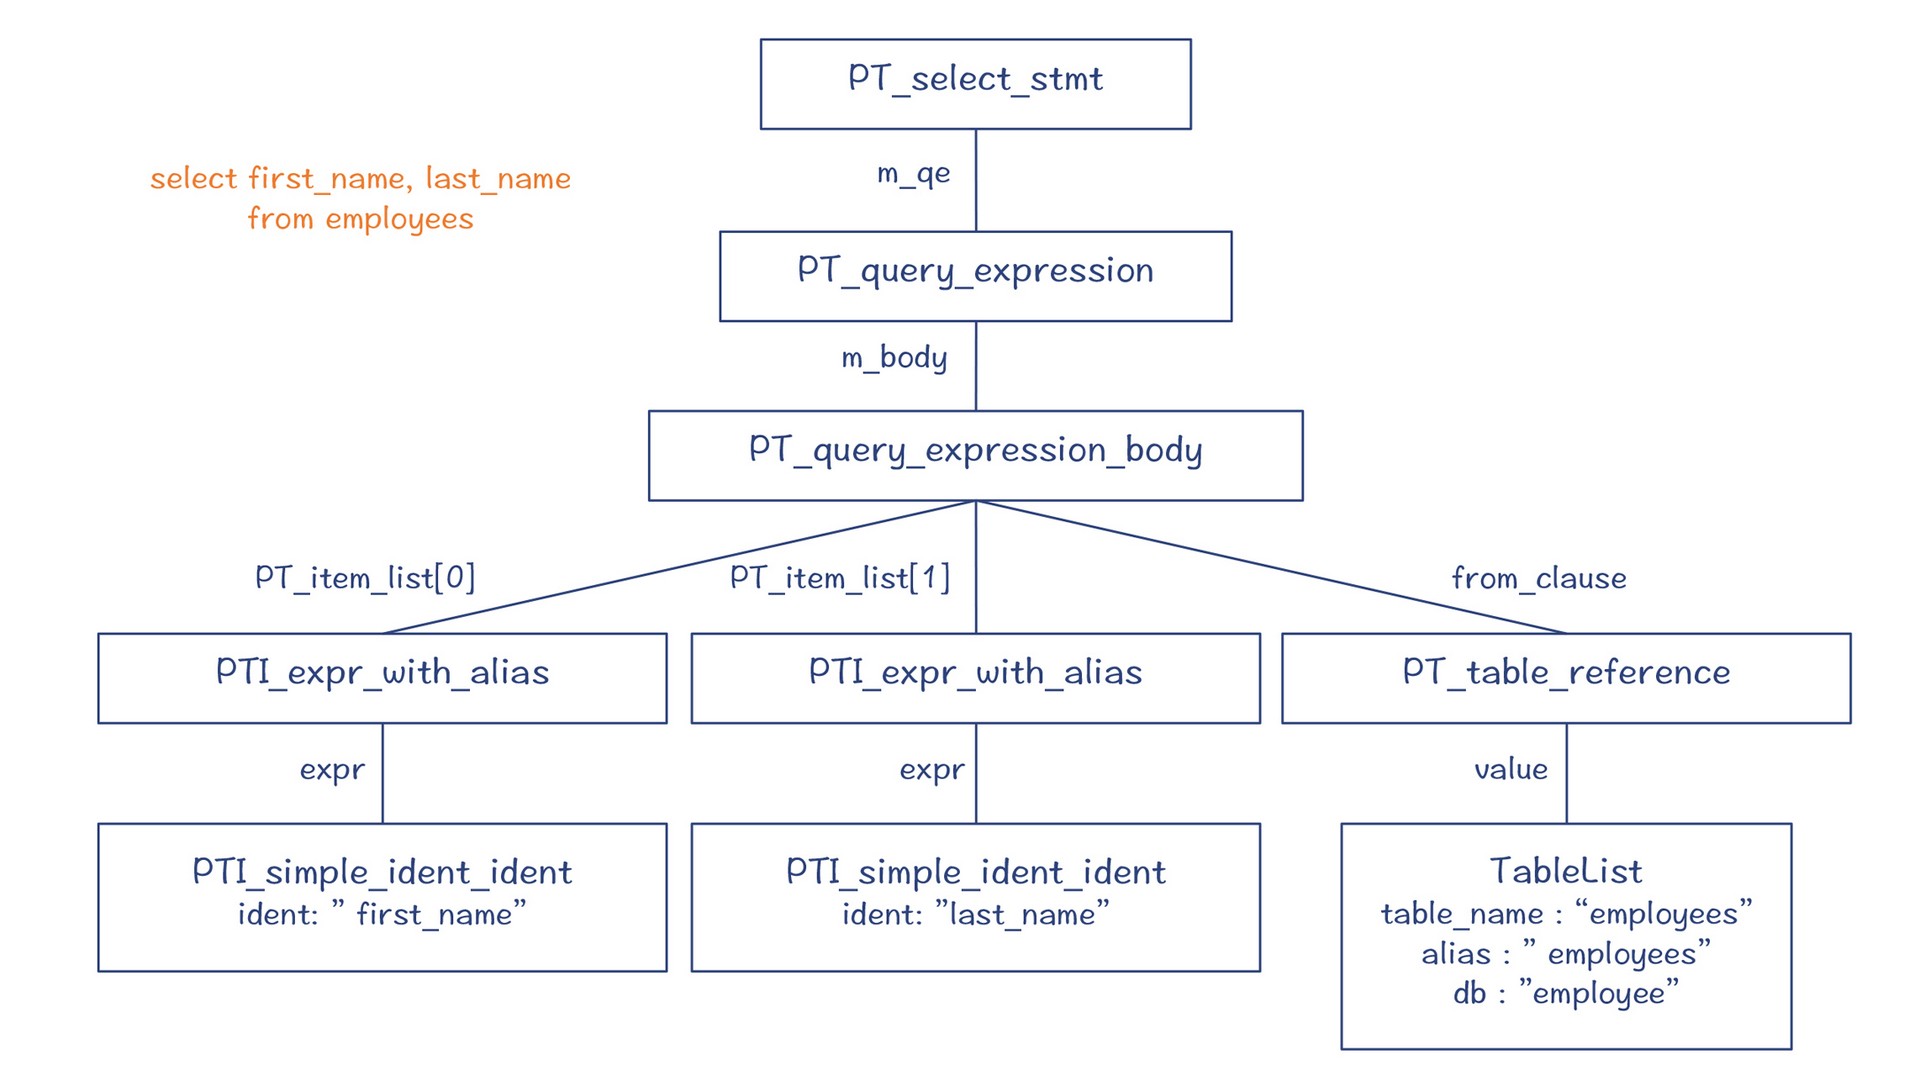 PT_select_stmt
select first_name, last_name
from employees
m_qe
PT_query_expression
m_body
PT_query_expression_body
PT_item_list[0]
PT_item_list[1]
from_clause
PTI_expr_with_alias
PTI_expr_with_alias
PT_table_reference
expr
expr
value
PTI_simple_ident_ident
ident: ” first_name”
PTI_simple_ident_ident
ident: ”last_name”
TableList
table_name : “employees”
alias : ” employees”
db : ”employee”